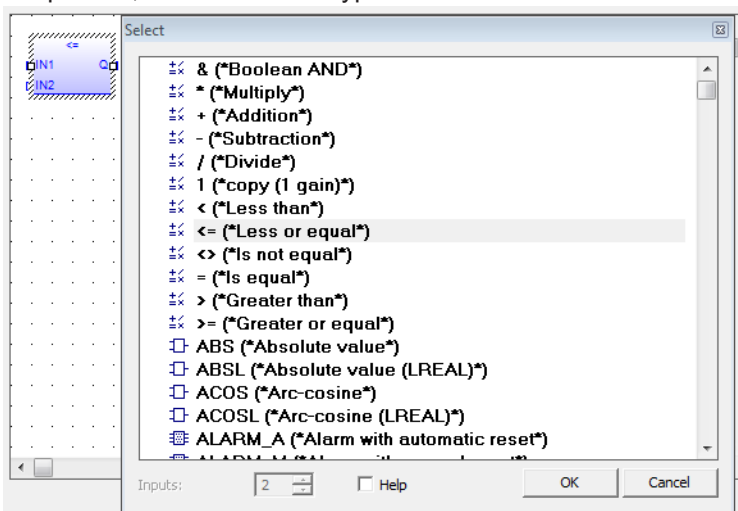 Select
<=
IN1 Q
IN2
& (*Boolean AND*)
* (*Multiply*)
+ (*Addition*)
- (*Subtraction*)
/ (*Divide*)
1 (*copy (1 gain)*)
< (*Less than*)
<= (*Less or equal*)
<> (*Is not equal*)
= (*Is equal*)
> (*Greater than*)
>= (*Greater or equal*)
ABS (*Absolute value*)
ABSL (*Absolute value (LREAL)*)
ACOS (*Arc-cosine*)
ACOSL (*Arc-cosine (LREAL)*)
ALARM_A (*Alarm with automatic reset*)
Inputs: 2 Help OK Cancel